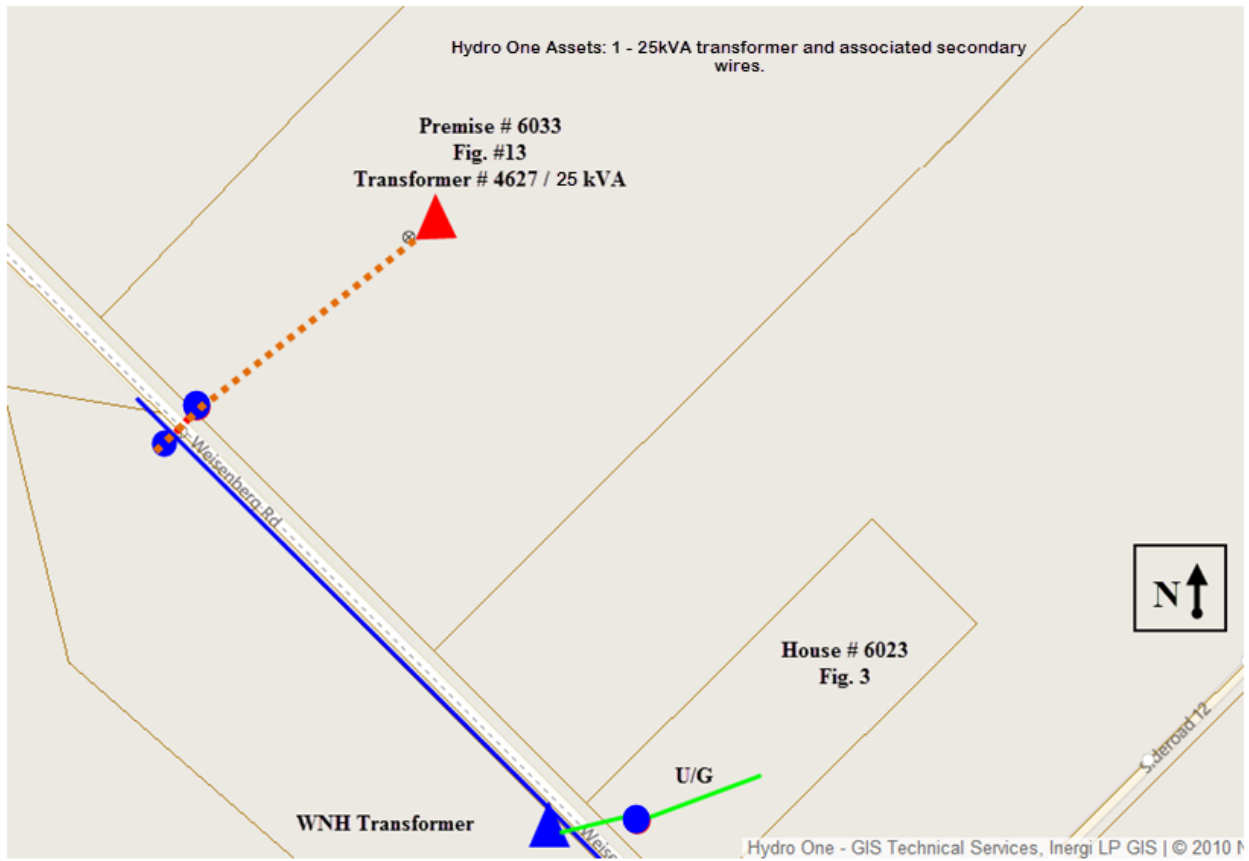 Hydro One Assets: 1 - 25kVA transformer and associated secondary
wires.
Premise # 6033
Fig. #13
Transformer # 4627 / 25 kVA
Weisenberg Rd
N
House # 6023
Fig. 3
Sideroad 12
U/G
WNH Transformer
Weise
Hydro One - GIS Technical Services, Inergi LP GIS | © 2010 N